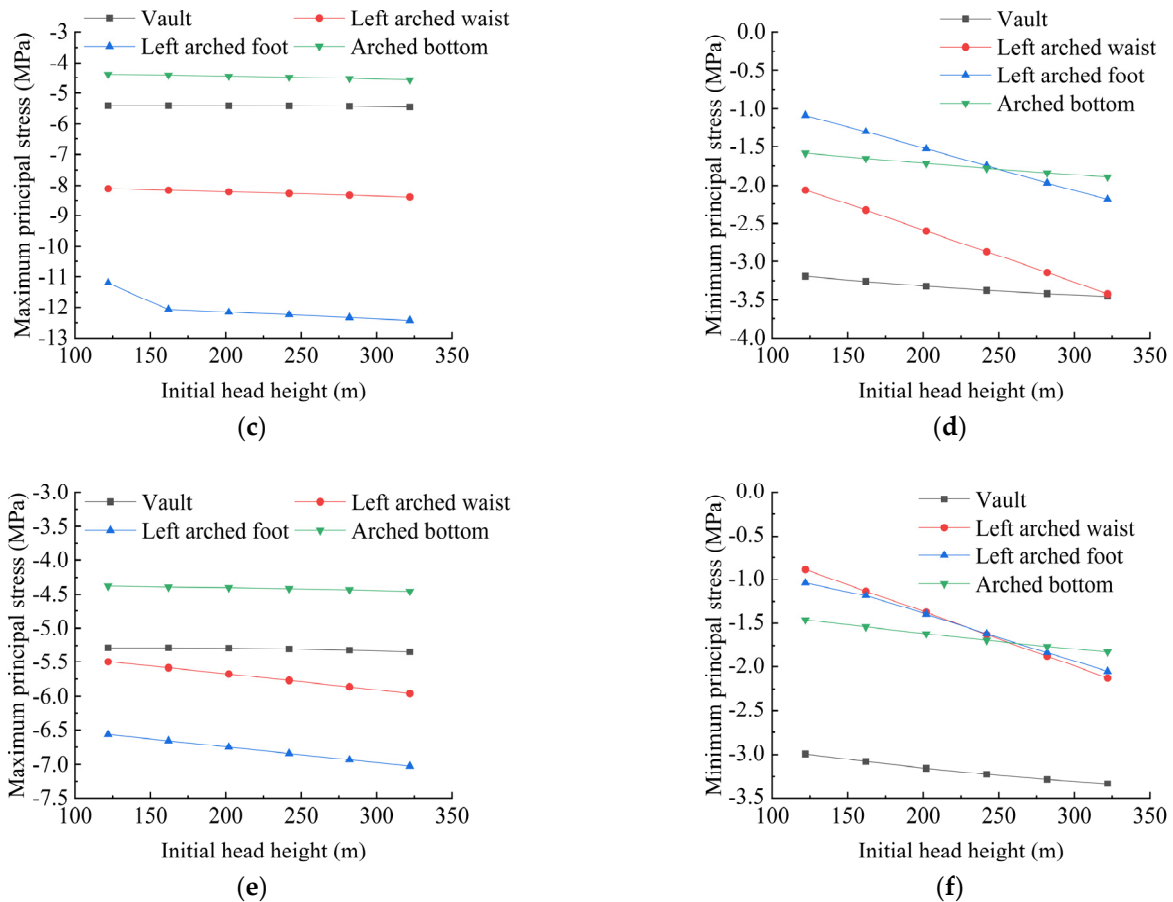 Vault
Left arched waist
Left arched foot
Arched bottom
-3
-4
-5
-6
-7
-8
-9
-10
-11
-12
-13
Maximum principal stress (MPa)
100 150 200 250 300 350
Initial head height (m)
(c)
Vault
Left arched waist
Left arched foot
Arched bottom
0.0
-0.5
-1.0
-1.5
-2.0
-2.5
-3.0
-3.5
-4.0
Minimum principal stress (MPa)
100 150 200 250 300 350
Initial head height (m)
(d)
Vault
Left arched waist
Left arched foot
Arched bottom
-3.0
-3.5
-4.0
-4.5
-5.0
-5.5
-6.0
-6.5
-7.0
-7.5
Maximum principal stress (MPa)
100 150 200 250 300 350
Initial head height (m)
(e)
Vault
Left arched waist
Left arched foot
Arched bottom
0.0
-0.5
-1.0
-1.5
-2.0
-2.5
-3.0
-3.5
Minimum principal stress (MPa)
100 150 200 250 300 350
Initial head height (m)
(f)